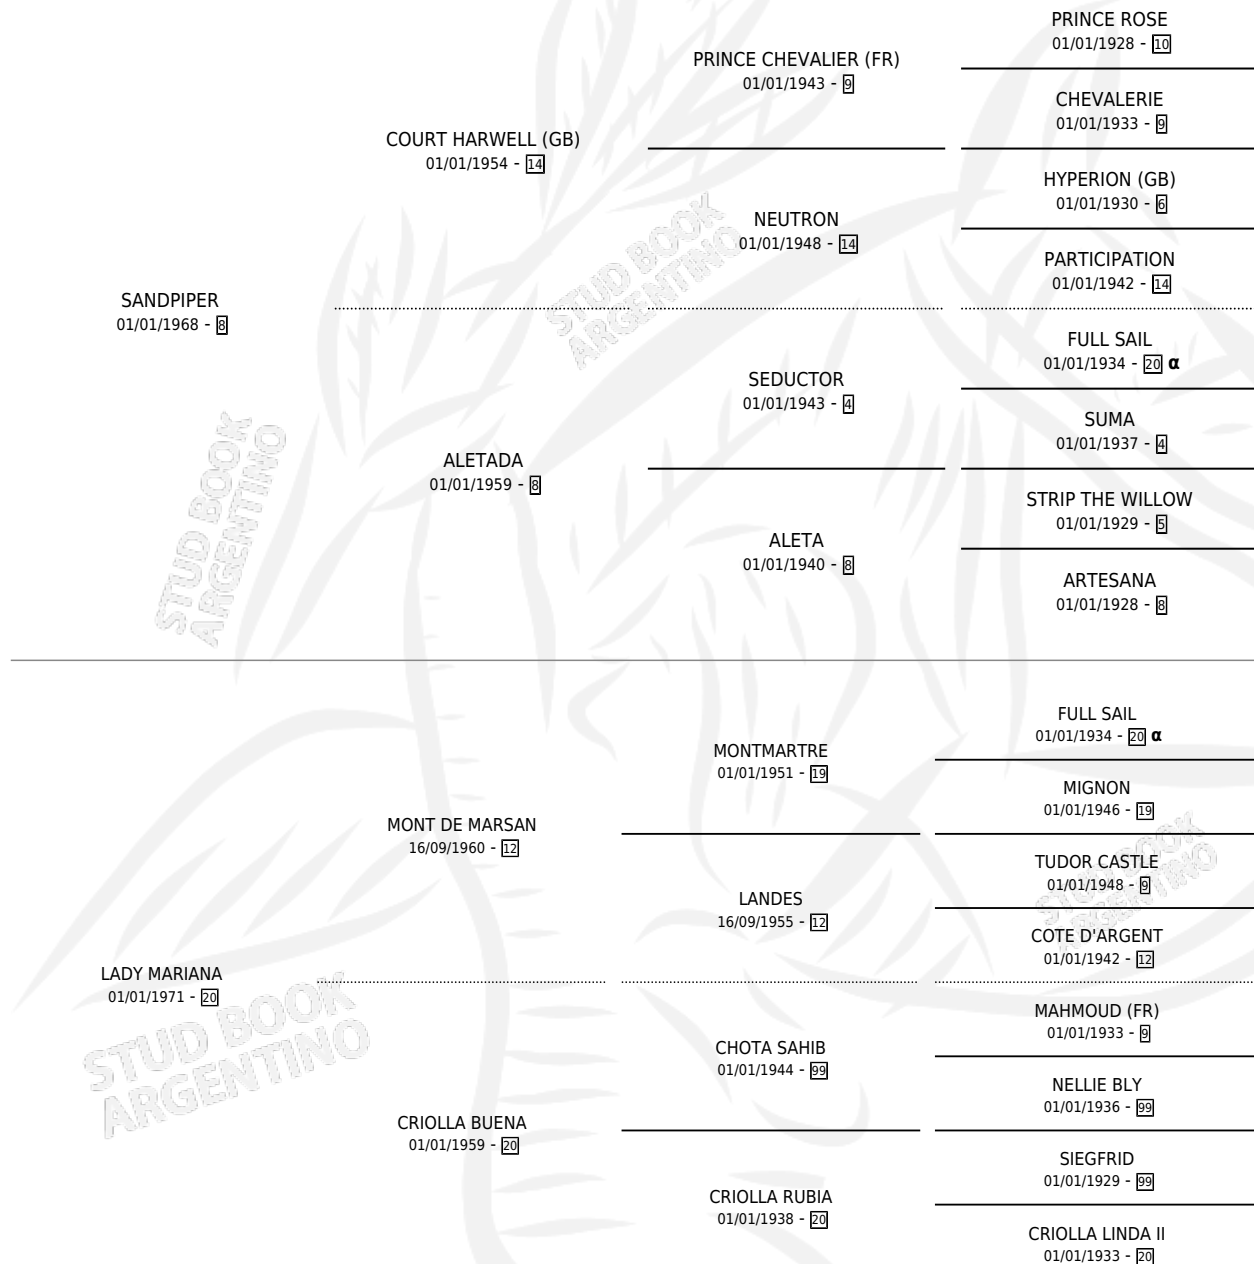 PRINCE ROSE
01/01/1928 - 10
PRINCE CHEVALIER (FR)
01/01/1943 - 9
CHEVALERIE
01/01/1933 - 9
COURT HARWELL (GB)
01/01/1954 - 14
HYPERION (GB)
01/01/1930 - 6
NEUTRON
01/01/1948 - 14
PARTICIPATION
01/01/1942 - 14
SANDPIPER
01/01/1968 - 8
FULL SAIL
01/01/1934 - 20 α
SEDUCTOR
01/01/1943 - 4
SUMA
01/01/1937 - 4
ALETADA
01/01/1959 - 8
STRIP THE WILLOW
01/01/1929 - 5
ALETA
01/01/1940 - 8
ARTESANA
01/01/1928 - 8
STUD BOOK
ARGENTINO
STUD BOOK
ARGENTINO
FULL SAIL
01/01/1934 - 20 α
MONTMARTRE
01/01/1951 - 19
MIGNON
01/01/1946 - 19
MONT DE MARSAN
16/09/1960 - 12
TUDOR CASTLE
01/01/1948 - 9
LANDES
16/09/1955 - 12
COTE D'ARGENT
01/01/1942 - 12
STUD BOOK
ARGENTINO
LADY MARIANA
01/01/1971 - 20
MAHMOUD (FR)
01/01/1933 - 9
CHOTA SAHIB
01/01/1944 - 99
NELLIE BLY
01/01/1936 - 99
CRIOLLA BUENA
01/01/1959 - 20
SIEGFRID
01/01/1929 - 99
CRIOLLA RUBIA
01/01/1938 - 20
CRIOLLA LINDA II
01/01/1933 - 20
STUD BOOK
ARGENTINO